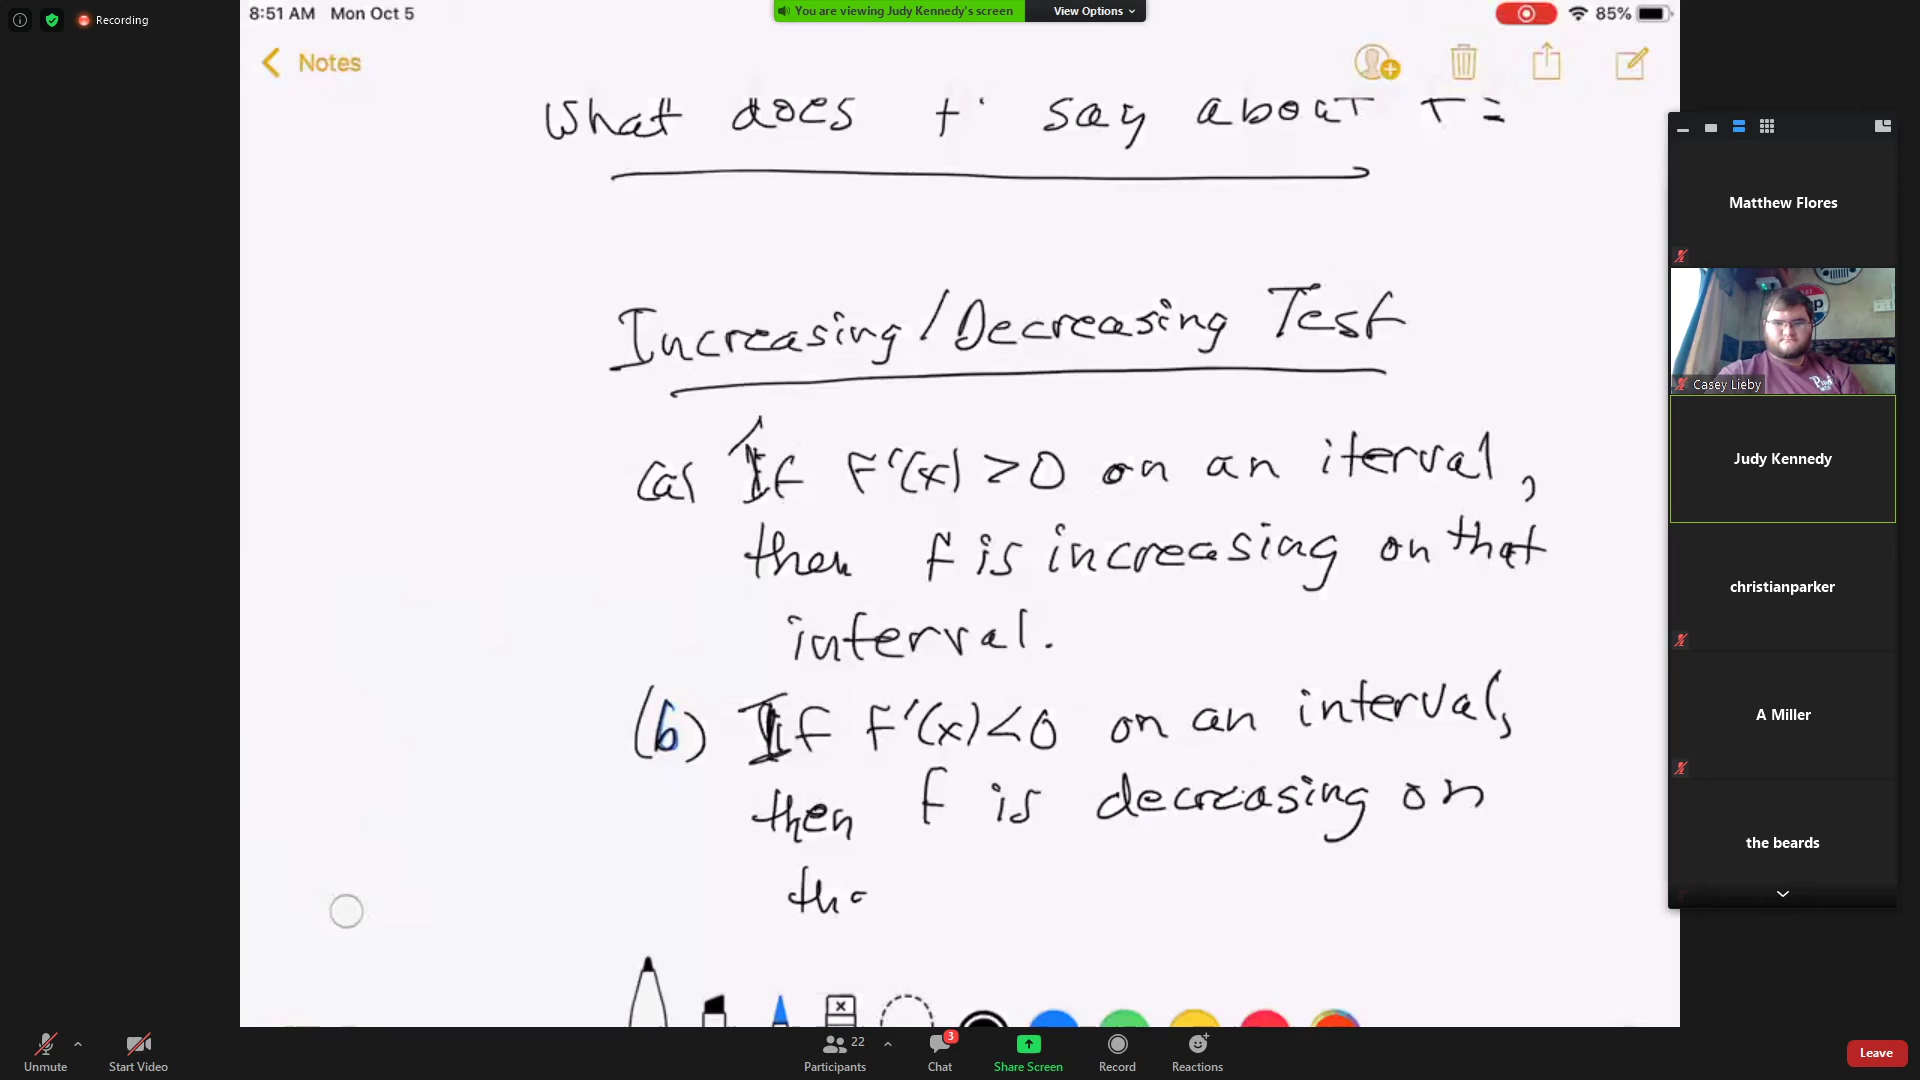 Recording
8:51 AM Mon Oct 5
You are viewing Judy Kennedy's screen
View Options
85%
Notes
What does f' say about f=
Increasing/Decreasing Test
(a) If f'(x) > 0 on an iterval,
then f is increasing on that
interval.
(b) If f'(x) < 0 on an interval,
then f is decreasing on
tha
Matthew Flores
Casey Lieby
Judy Kennedy
christianparker
A Miller
the beards
Unmute
Start Video
22
Participants
3
Chat
Share Screen
Record
Reactions
Leave